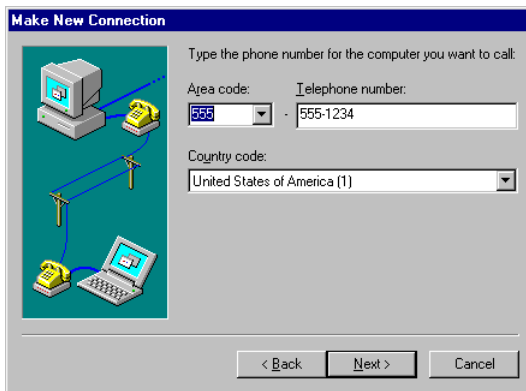 Make New Connection
Type the phone number for the computer you want to call:
Area code: Telephone number:
555 - 555-1234
Country code:
United States of America (1)
< Back Next > Cancel